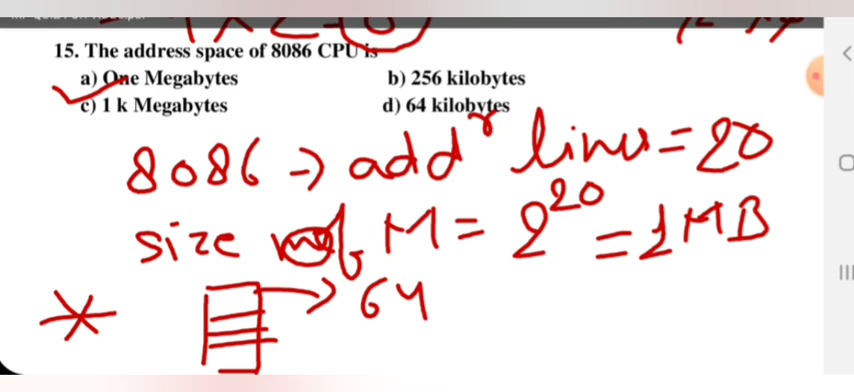 15. The address space of 8086 CPU is
a) One Megabytes b) 256 kilobytes
c) 1 k Megabytes d) 64 kilobytes
8086 → addr lines = 20
size of M = 2^20 = 1MB
* → 64